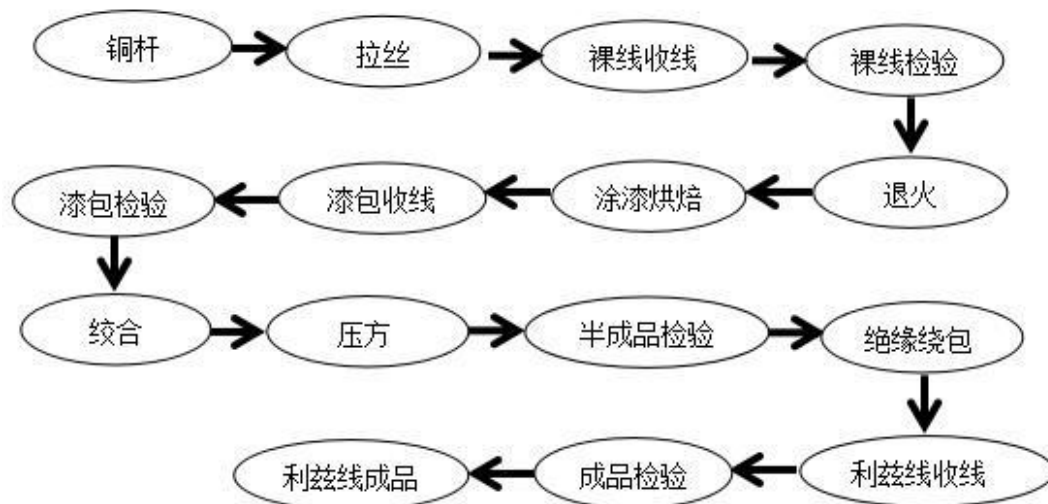 铜杆
拉丝
裸线收线
裸线检验
退火
涂漆烘焙
漆包收线
漆包检验
绞合
压方
半成品检验
绝缘绕包
利兹线收线
成品检验
利兹线成品